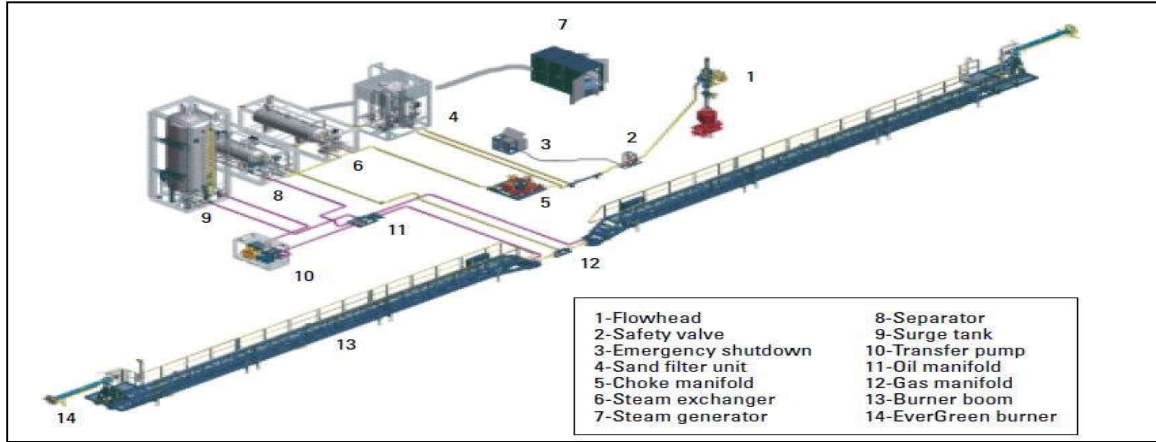 7
1
4
2
3
6
5
8
9
11
10
12
13
14
1-Flowhead
2-Safety valve
3-Emergency shutdown
4-Sand filter unit
5-Choke manifold
6-Steam exchanger
7-Steam generator
8-Separator
9-Surge tank
10-Transfer pump
11-Oil manifold
12-Gas manifold
13-Burner boom
14-EverGreen burner